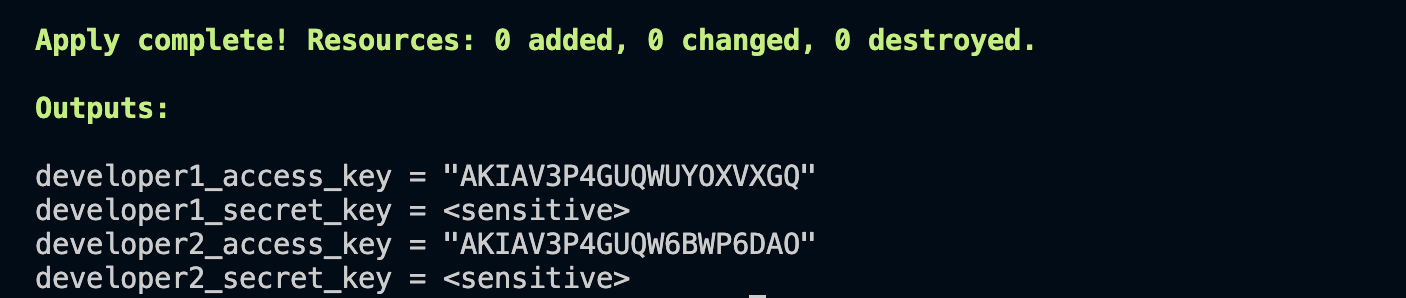 Apply complete! Resources: 0 added, 0 changed, 0 destroyed.
Outputs:
developer1_access_key = "AKIAV3P4GUQWUYOXVXGQ"
developer1_secret_key = <sensitive>
developer2_access_key = "AKIAV3P4GUQW6BWP6DAO"
developer2_secret_key = <sensitive>